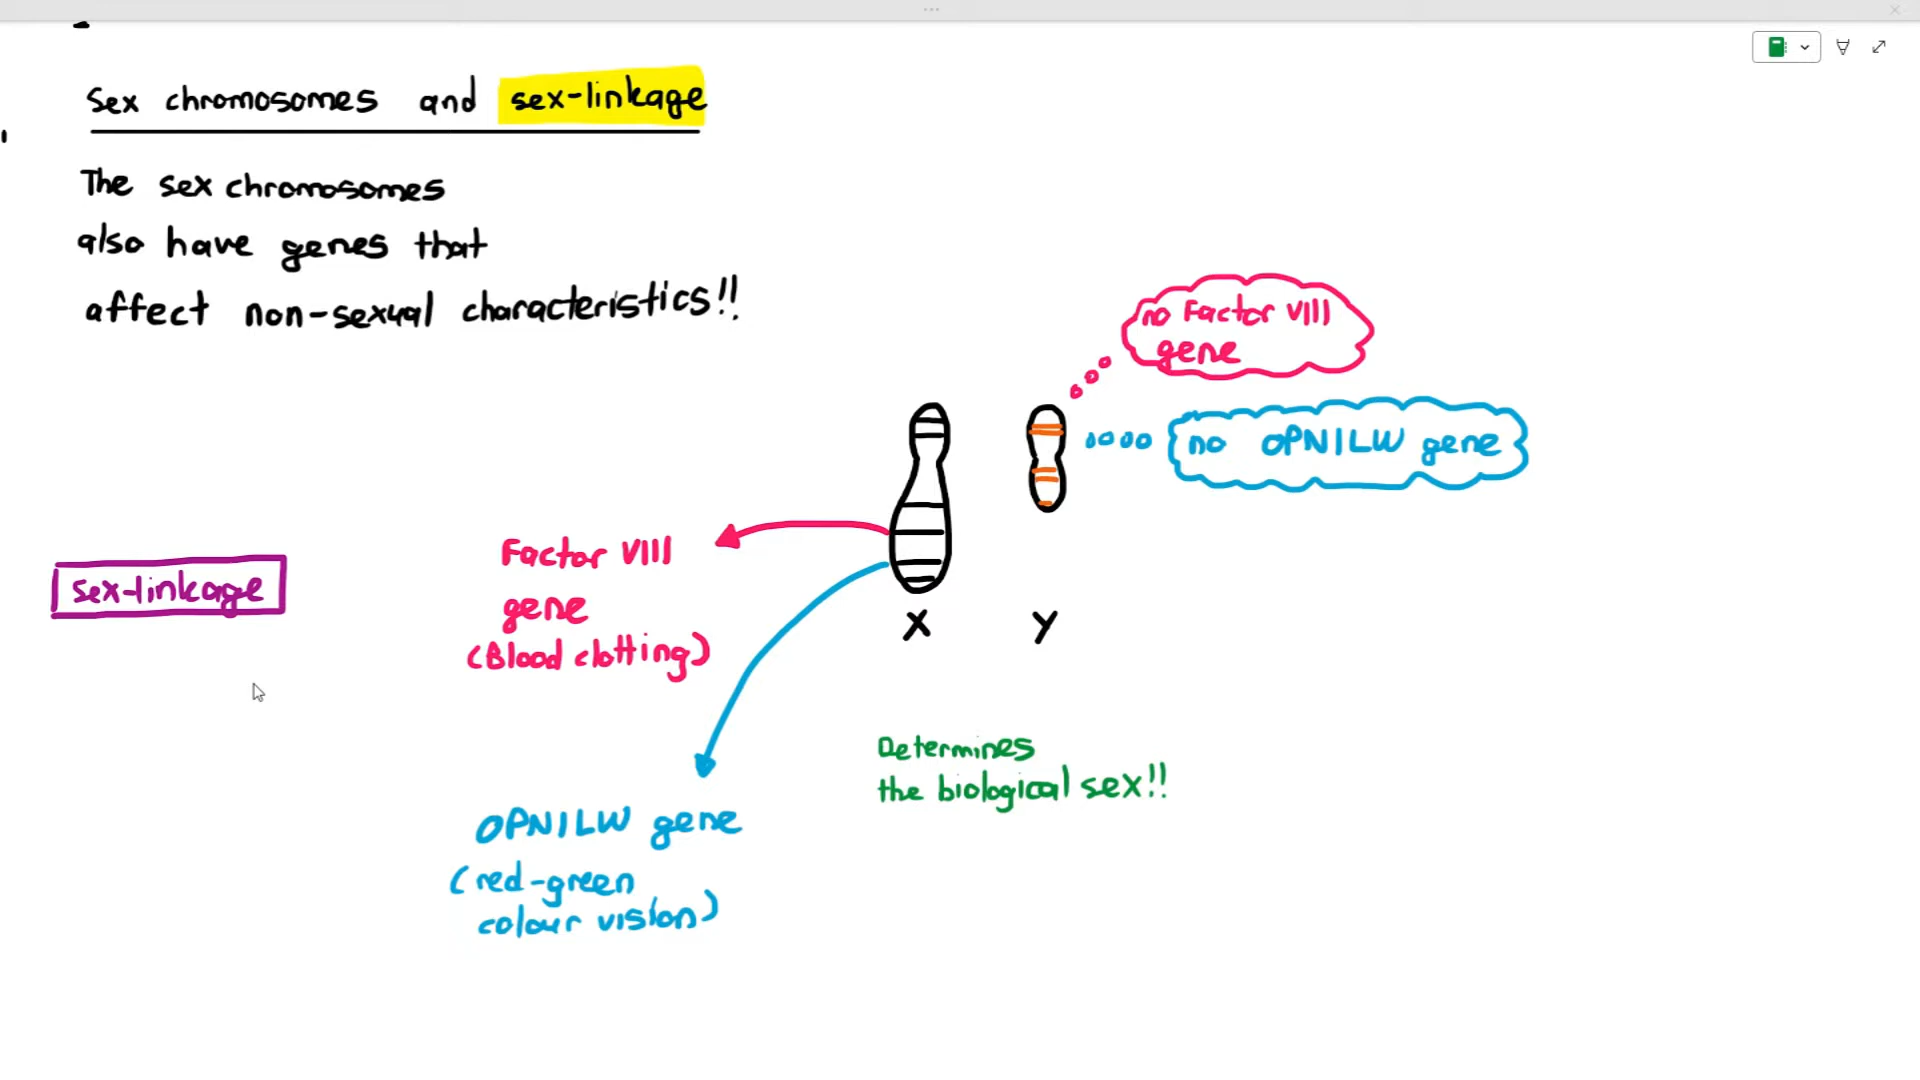 Sex chromosomes and sex-linkage
The sex chromosomes
also have genes that
affect non-sexual characteristics!!
no Factor VIII
gene
no OPN1LW gene
Factor VIII
gene
(Blood clotting)
sex-linkage
X Y
Determines
the biological sex!!
OPN1LW gene
(red-green
colour vision)